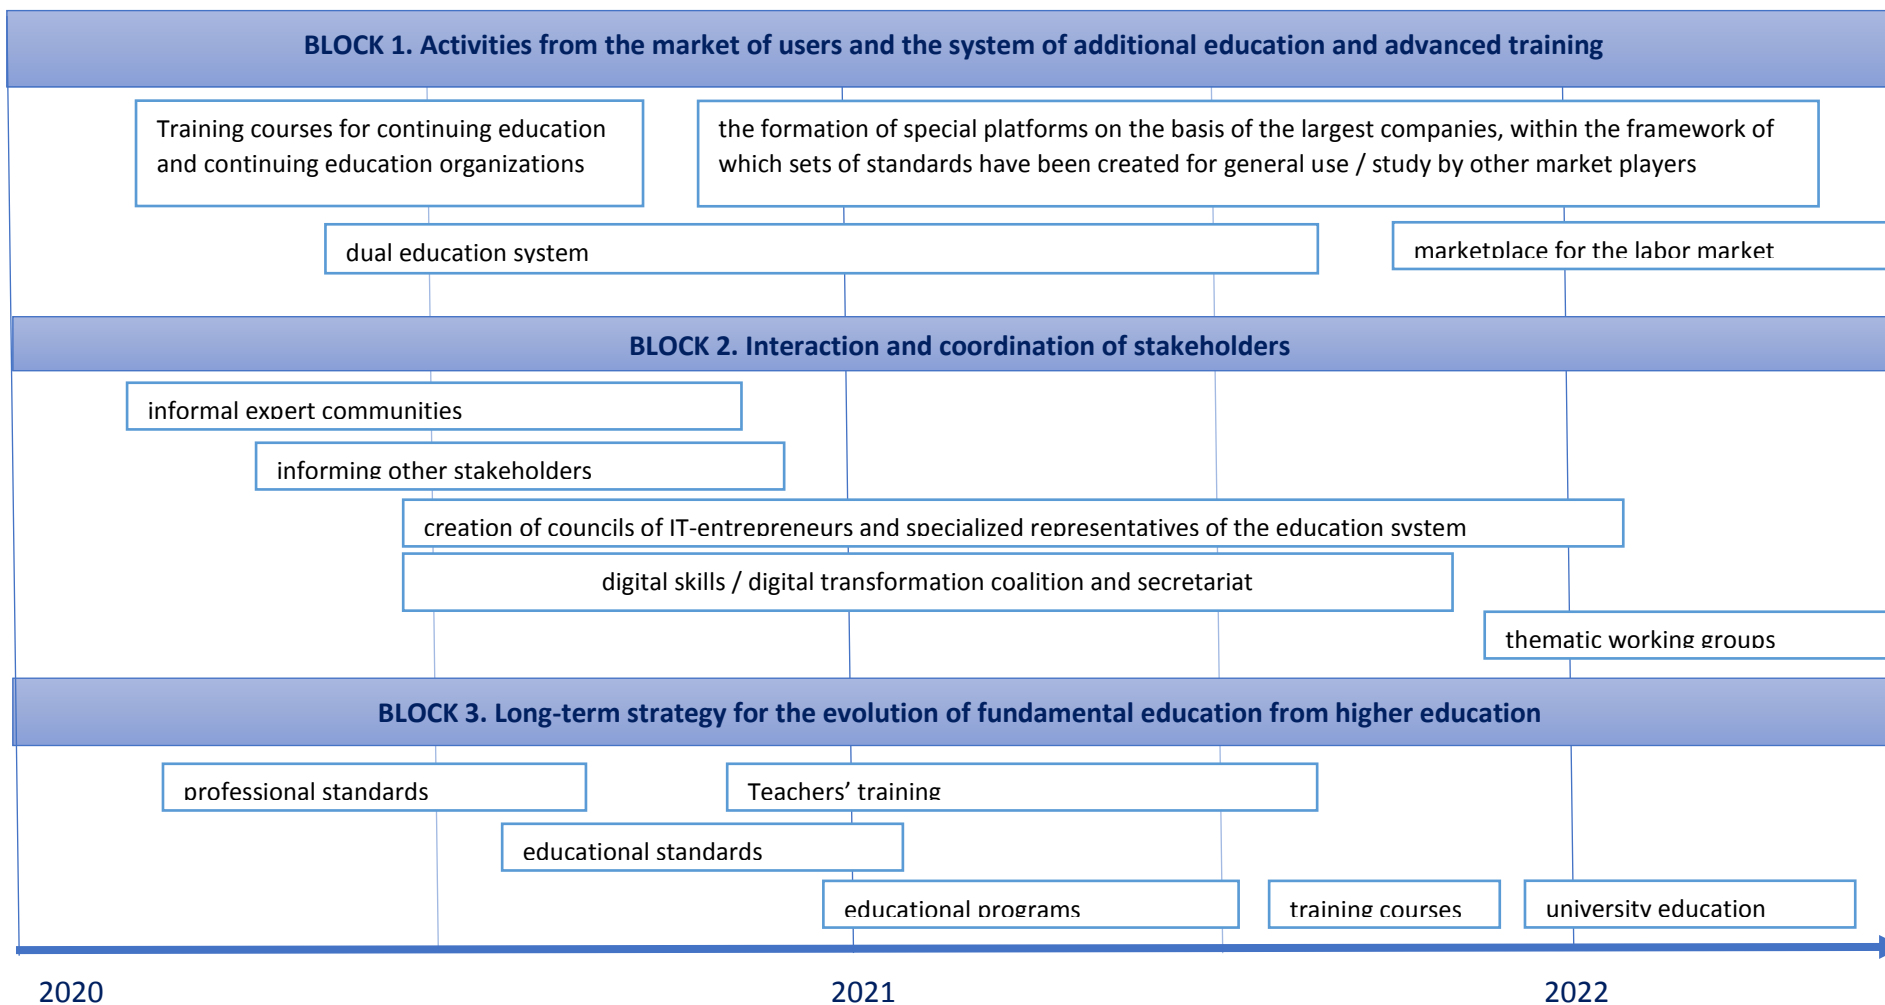 BLOCK 1. Activities from the market of users and the system of additional education and advanced training
Training courses for continuing education
and continuing education organizations
the formation of special platforms on the basis of the largest companies, within the framework of
which sets of standards have been created for general use / study by other market players
dual education system
marketplace for the labor market
BLOCK 2. Interaction and coordination of stakeholders
informal expert communities
informing other stakeholders
creation of councils of IT-entrepreneurs and specialized representatives of the education system
digital skills / digital transformation coalition and secretariat
thematic working groups
BLOCK 3. Long-term strategy for the evolution of fundamental education from higher education
professional standards
Teachers’ training
educational standards
educational programs
training courses
university education
2020
2021
2022